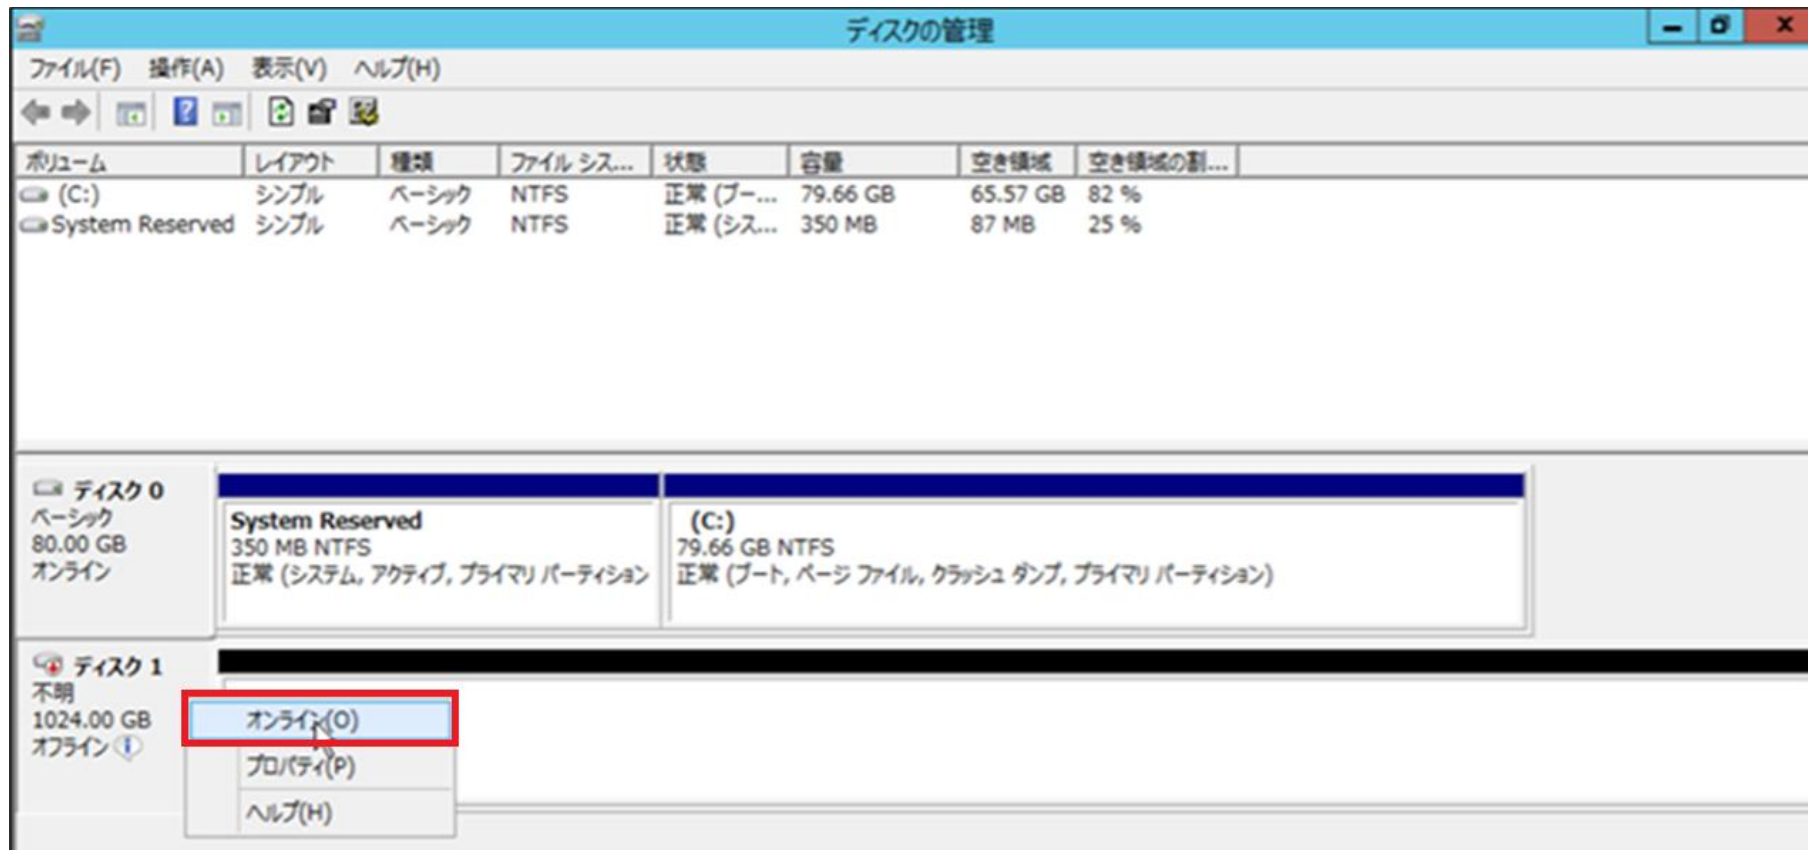 ディスクの管理
ファイル(F) 操作(A) 表示(V) ヘルプ(H)
ボリューム レイアウト 種類 ファイル シス... 状態 容量 空き領域 空き領域の割...
(C:) シンプル ベーシック NTFS 正常 (ブー... 79.66 GB 65.57 GB 82 %
System Reserved シンプル ベーシック NTFS 正常 (シス... 350 MB 87 MB 25 %
ディスク 0
ベーシック
80.00 GB
オンライン
System Reserved
350 MB NTFS
正常 (システム, アクティブ, プライマリ パーティション
(C:)
79.66 GB NTFS
正常 (ブート, ページ ファイル, クラッシュ ダンプ, プライマリ パーティション)
ディスク 1
不明
1024.00 GB
オフライン
オンライン(O)
プロパティ(P)
ヘルプ(H)